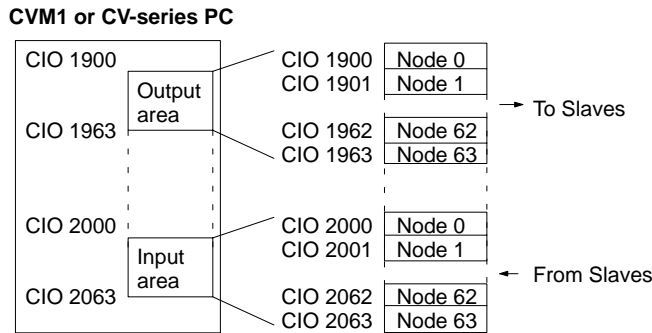 CVM1 or CV-series PC
CIO 1900
Output
area
CIO 1963
CIO 2000
Input
area
CIO 2063
CIO 1900 Node 0
CIO 1901 Node 1
To Slaves
CIO 1962 Node 62
CIO 1963 Node 63
CIO 2000 Node 0
CIO 2001 Node 1
From Slaves
CIO 2062 Node 62
CIO 2063 Node 63